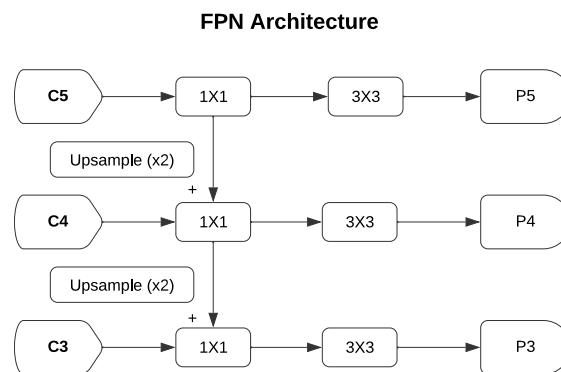 FPN Architecture
C5
1X1
3X3
P5
Upsample (x2)
+
C4
1X1
3X3
P4
Upsample (x2)
+
C3
1X1
3X3
P3